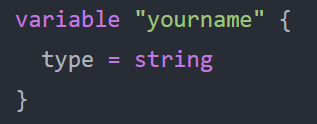 variable "yourname" {
  type = string
}